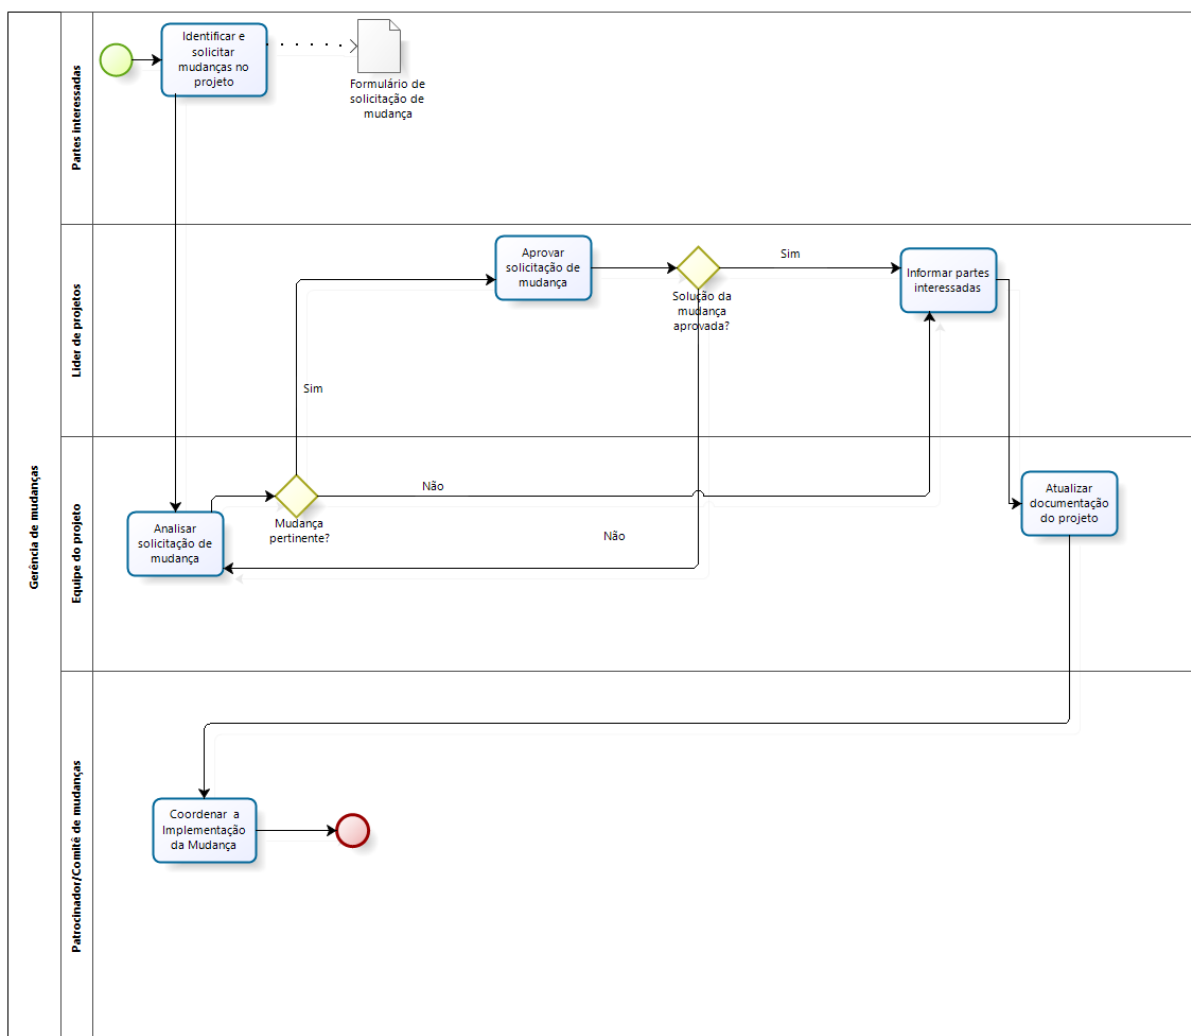 Gerência de mudanças
Partes interessadas
Identificar e
solicitar
mudanças no
projeto
Formulário de
solicitação de
mudança
Lider de projetos
Aprovar
solicitação de
mudança
Solução da
mudança
aprovada?
Sim
Informar partes
interessadas
Sim
Equipe do projeto
Analisar
solicitação de
mudança
Mudança
pertinente?
Não
Não
Atualizar
documentação
do projeto
Patrocinador/Comitê de mudanças
Coordenar a
Implementação
da Mudança